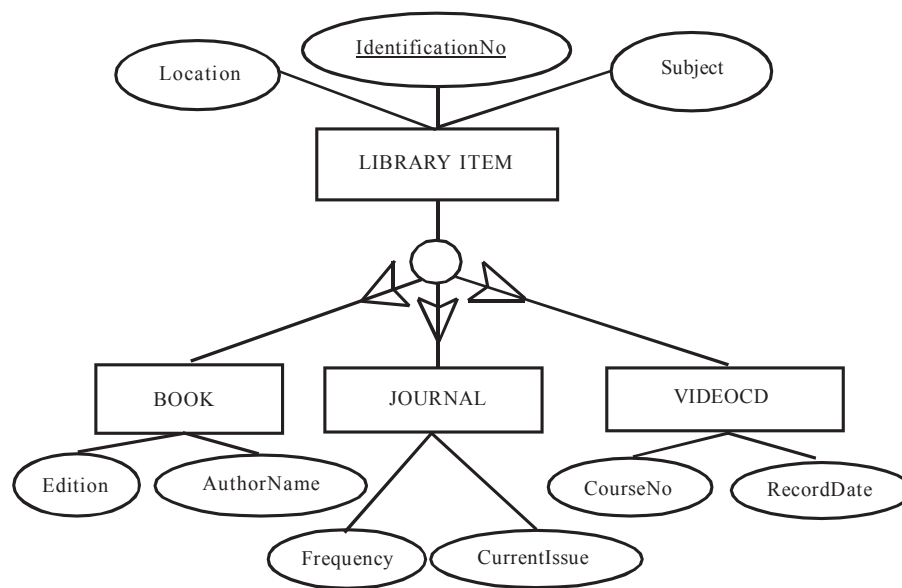 IdentificationNo
Location
Subject
LIBRARY ITEM
BOOK
JOURNAL
VIDEOCD
Edition
AuthorName
CourseNo
RecordDate
Frequency
CurrentIssue